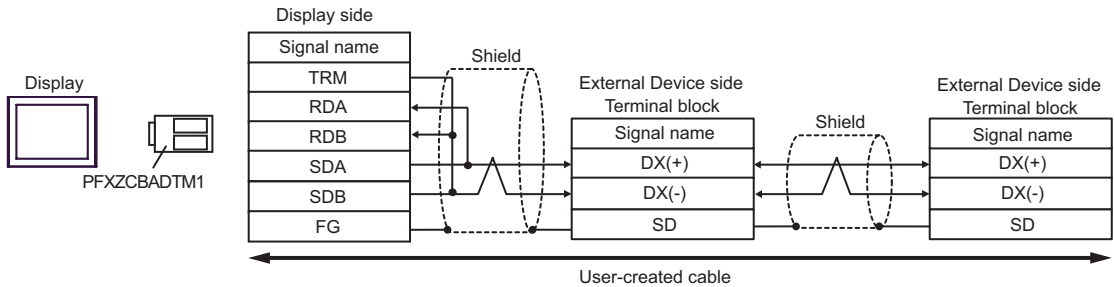 Display
PFXZCBADTM1
Display side
Signal name
TRM
RDA
RDB
SDA
SDB
FG
Shield
External Device side
Terminal block
Signal name
DX(+)
DX(-)
SD
Shield
External Device side
Terminal block
Signal name
DX(+)
DX(-)
SD
User-created cable